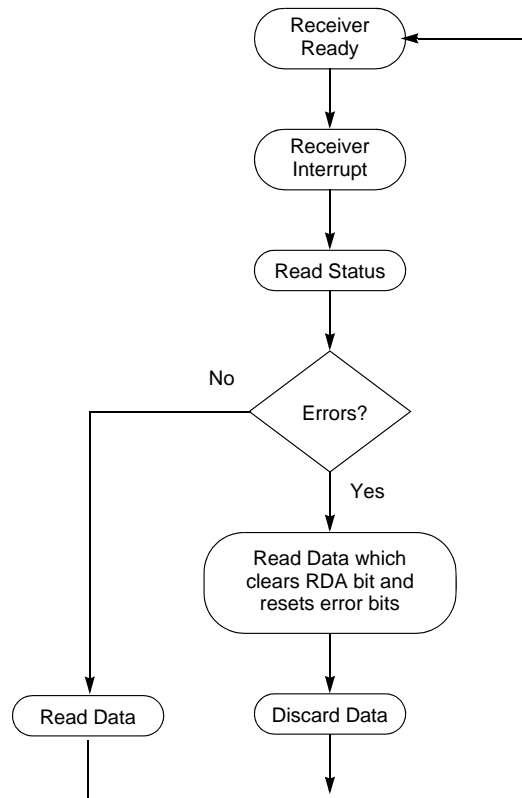 Receiver
Ready
Receiver
Interrupt
Read Status
No
Errors?
Yes
Read Data which
clears RDA bit and
resets error bits
Read Data
Discard Data